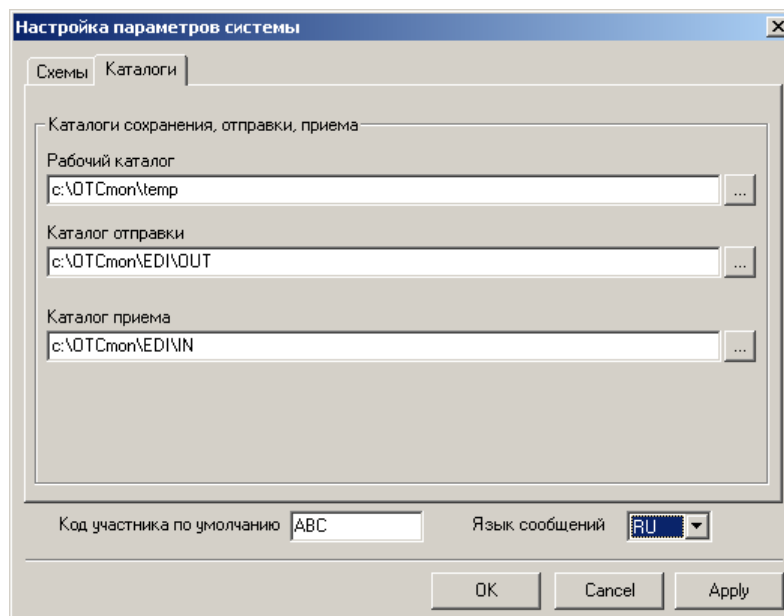 Настройка параметров системы
Схемы Каталоги
Каталоги сохранения, отправки, приема
Рабочий каталог
c:\OTCmon\temp ...
Каталог отправки
c:\OTCmon\EDI\OUT ...
Каталог приема
c:\OTCmon\EDI\IN ...
Код участника по умолчанию ABC Язык сообщений RU
OK Cancel Apply